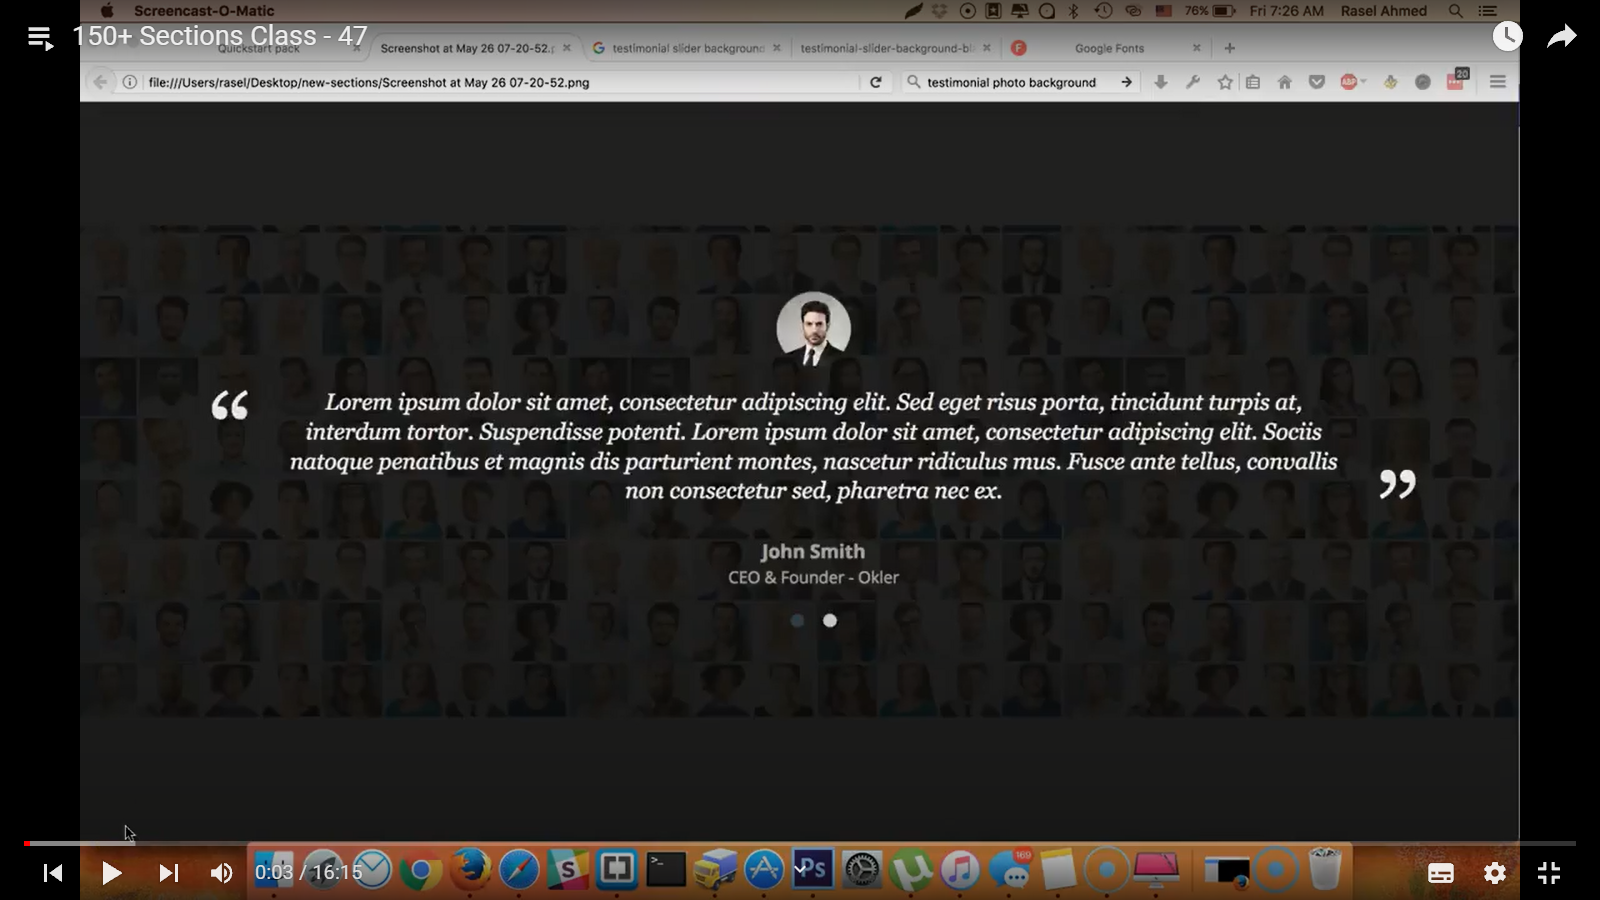 Screencast-O-Matic
76%
Fri 7:26 AM
Rasel Ahmed
150+ Sections Class - 47
Quickstart pack
Screenshot at May 26 07-20-52.p
testimonial slider background
testimonial-slider-background-bl
F
Google Fonts
file:///Users/rasel/Desktop/new-sections/Screenshot at May 26 07-20-52.png
testimonial photo background
ABP
20
“ Lorem ipsum dolor sit amet, consectetur adipiscing elit. Sed eget risus porta, tincidunt turpis at,
interdum tortor. Suspendisse potenti. Lorem ipsum dolor sit amet, consectetur adipiscing elit. Sociis
natoque penatibus et magnis dis parturient montes, nascetur ridiculus mus. Fusce ante tellus, convallis
non consectetur sed, pharetra nec ex. ”
John Smith
CEO & Founder - Okler
0:03 / 16:15
Ps
169